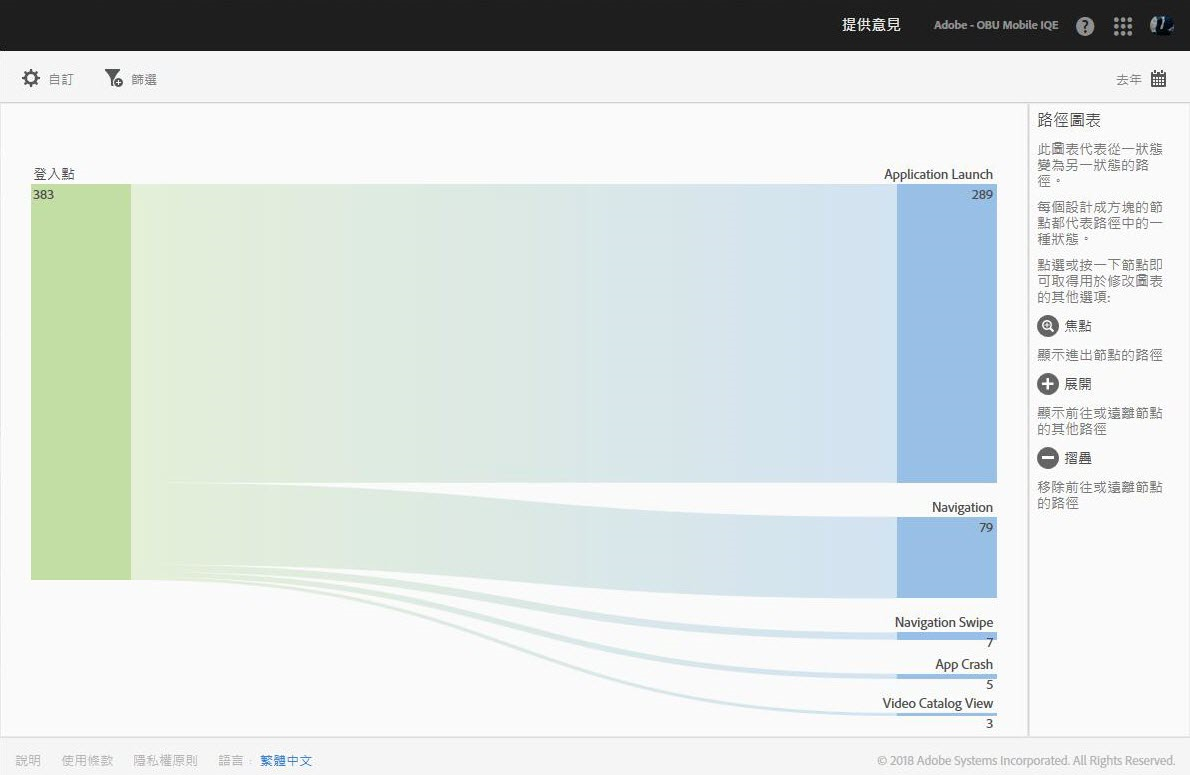 提供意見
Adobe - OBU Mobile IQE
自訂
篩選
去年
登入點
383
Application Launch
289
Navigation
79
Navigation Swipe
7
App Crash
5
Video Catalog View
3
路徑圖表
此圖表代表從一狀態
變為另一狀態的路
徑。
每個設計成方塊的節
點都代表路徑中的一
種狀態。
點選或按一下節點即
可取得用於修改圖表
的其他選項:
焦點
顯示進出節點的路徑
展開
顯示前往或遠離節點
的其他路徑
摺疊
移除前往或遠離節點
的路徑
說明 使用條款 隱私權原則 語言: 繁體中文
© 2018 Adobe Systems Incorporated. All Rights Reserved.